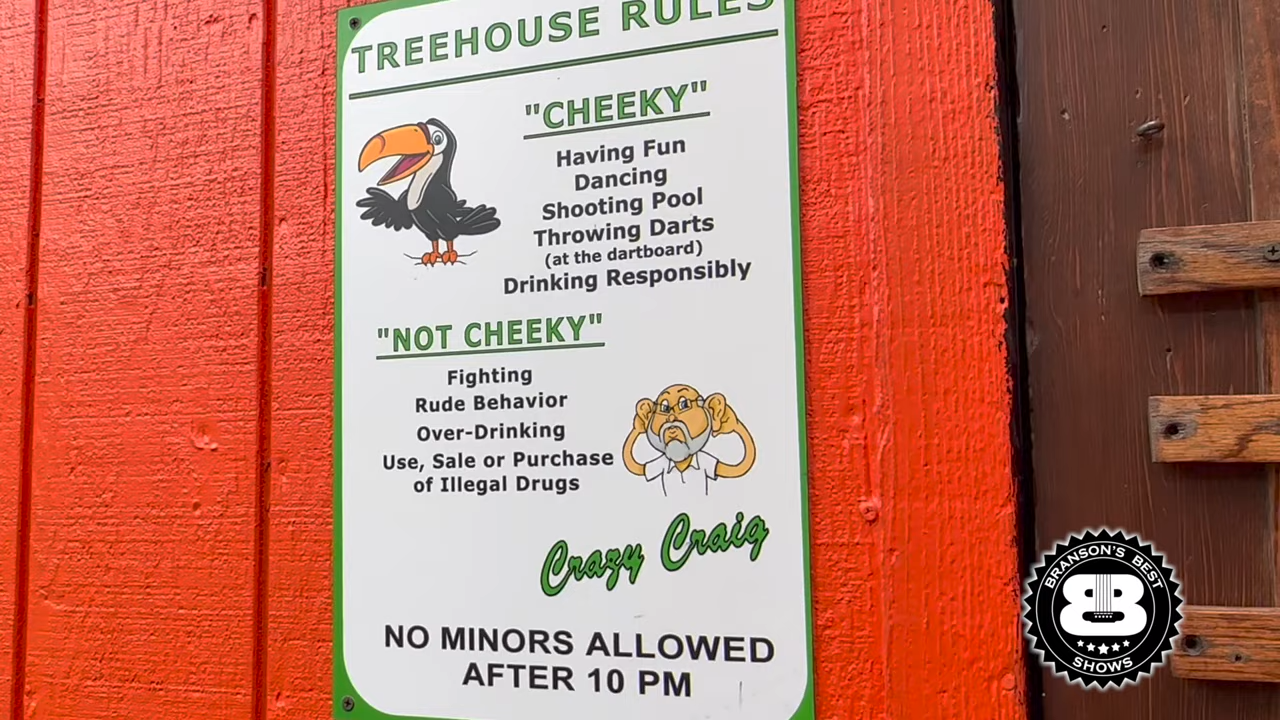 TREEHOUSE RULES
"CHEEKY"
Having Fun
Dancing
Shooting Pool
Throwing Darts
(at the dartboard)
Drinking Responsibly
"NOT CHEEKY"
Fighting
Rude Behavior
Over-Drinking
Use, Sale or Purchase
of Illegal Drugs
Crazy Craig
NO MINORS ALLOWED
AFTER 10 PM
BRANSON'S BEST
BB
SHOWS